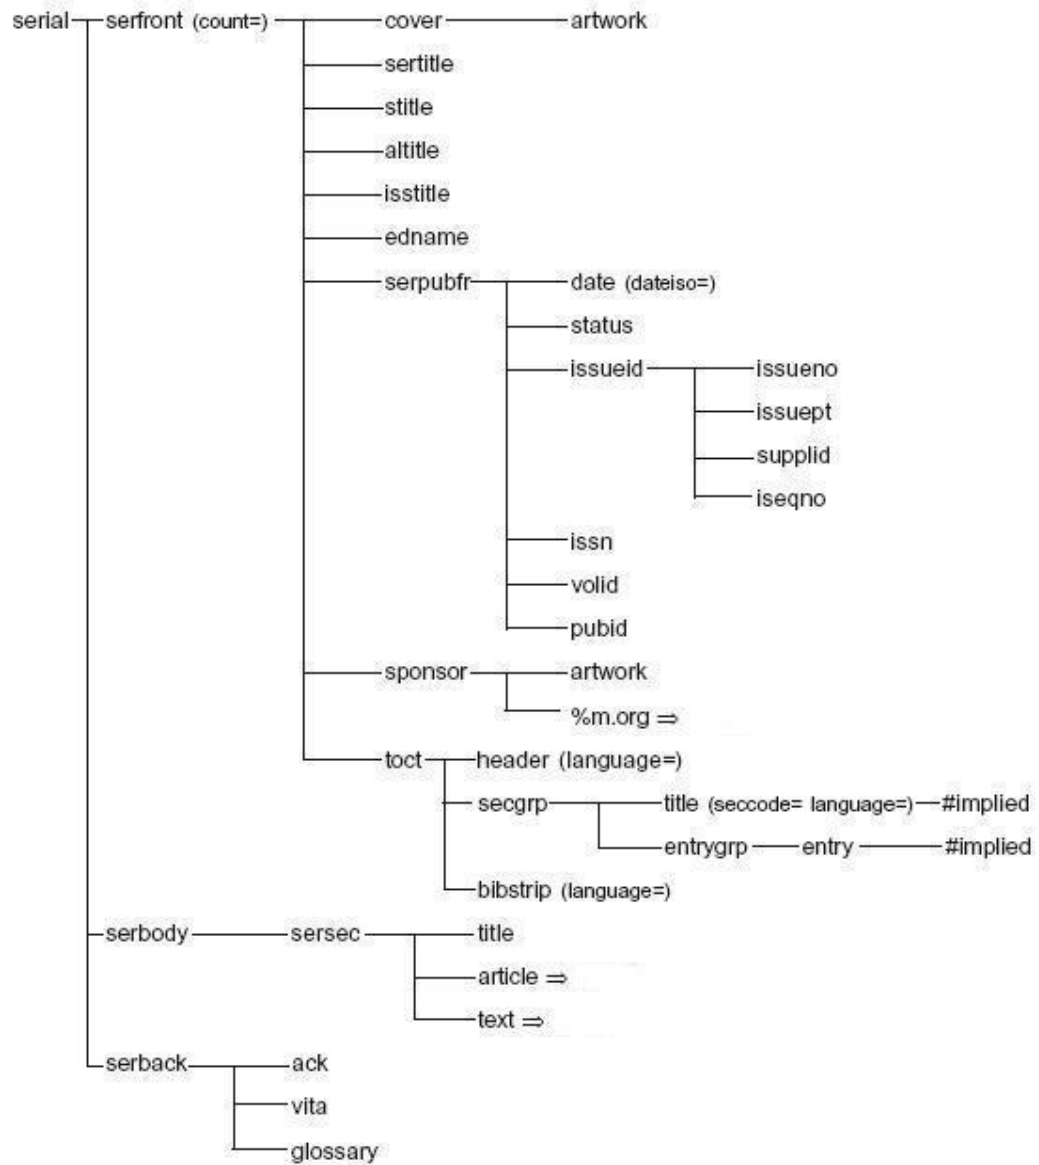 serial serfront (count=) cover artwork
sertitle
stitle
altitle
isstitle
edname
serpubfr date (dateiso=)
status
issueid issueno
issuept
supplid
iseqno
issn
volid
pubid
sponsor artwork
%m.org ⇒
toct header (language=)
secgrp title (seccode= language=) #implied
entrygrp entry #implied
bibstrip (language=)
serbody sersec title
article ⇒
text ⇒
serback ack
vita
glossary